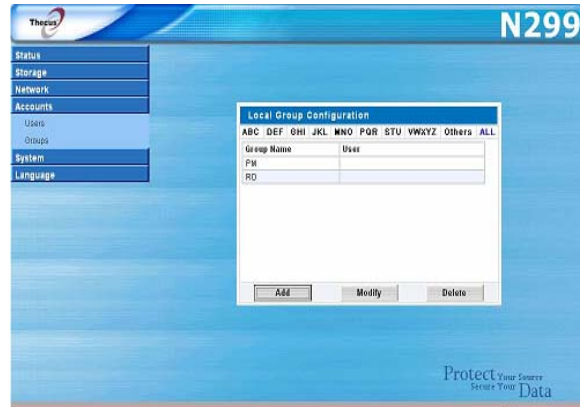 Thecus
N299
Status
Storage
Network
Accounts
Users
Groups
System
Language
Local Group Configuration
ABC DEF GHI JKL MNO PQR STU VWXYZ Others ALL
Group Name User
PM
RD
Add Modify Delete
Protect Your Source
Secure Your Data